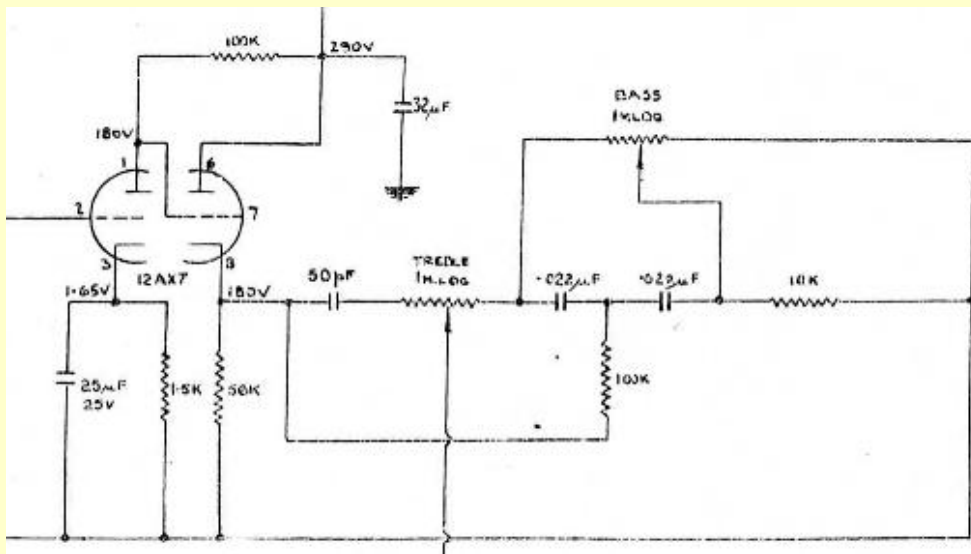 100K
290V
32µF
BASS
1M.LOG
180V
1
6
2
7
3
8
12AX7
1·65V
180V
50pF
TREBLE
1M.LOG
·022µF
·022µF
10K
25µF
25V
1·5K
56K
100K